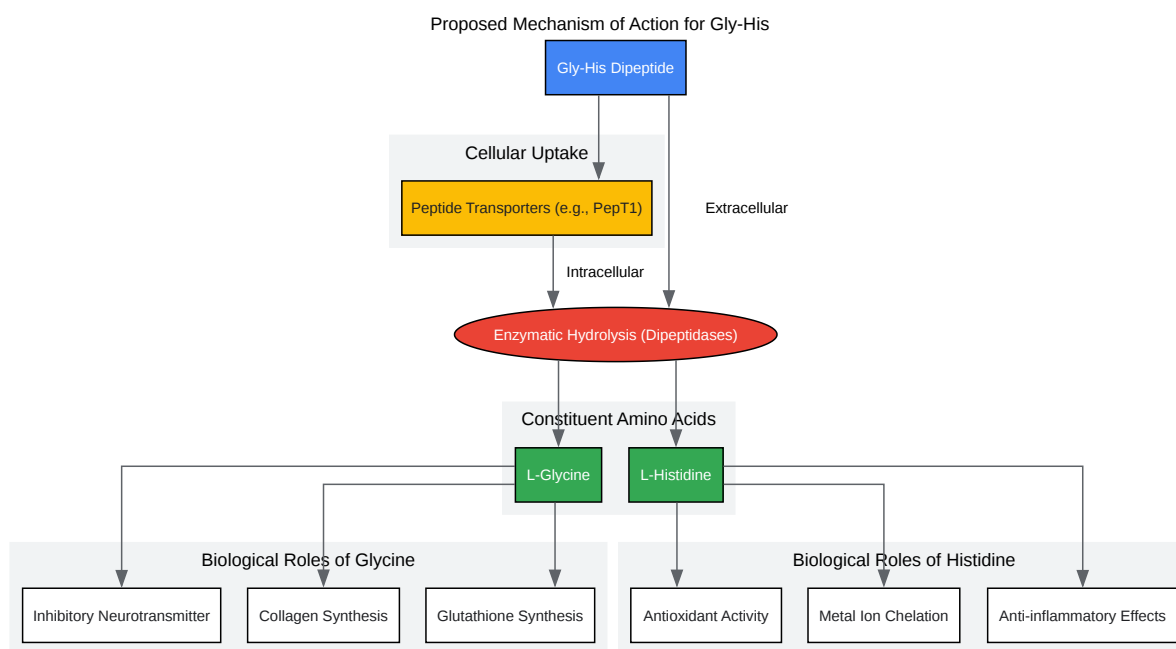 Proposed Mechanism of Action for Gly-His
Gly-His Dipeptide
Cellular Uptake
Peptide Transporters (e.g., PepT1)
Extracellular
Intracellular
Enzymatic Hydrolysis (Dipeptidases)
Constituent Amino Acids
L-Glycine
L-Histidine
Biological Roles of Glycine
Biological Roles of Histidine
Inhibitory Neurotransmitter
Collagen Synthesis
Glutathione Synthesis
Antioxidant Activity
Metal Ion Chelation
Anti-inflammatory Effects